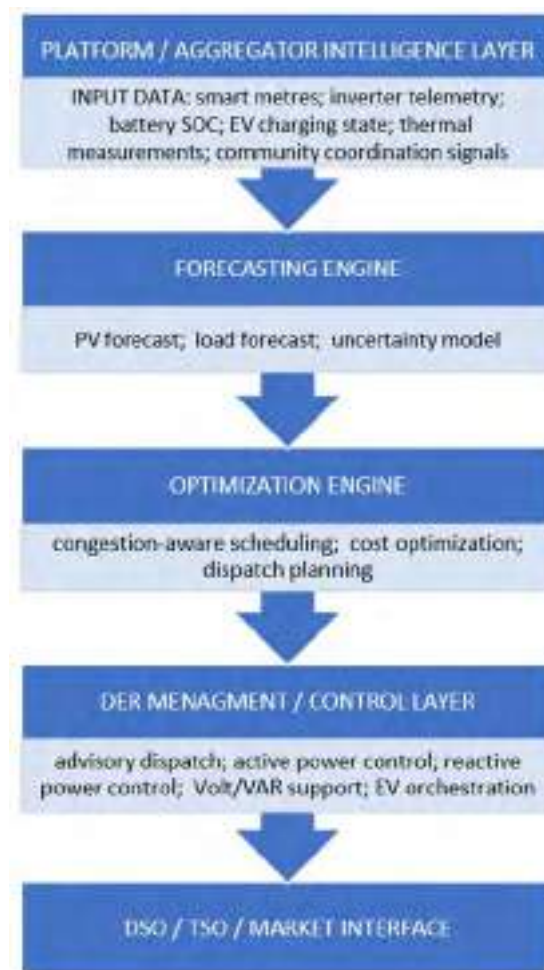 PLATFORM / AGGREGATOR INTELLIGENCE LAYER
INPUT DATA: smart metres; inverter telemetry;
battery SOC; EV charging state; thermal
measurements; community coordination signals
FORECASTING ENGINE
PV forecast; load forecast; uncertainty model
OPTIMIZATION ENGINE
congestion-aware scheduling; cost optimization;
dispatch planning
DER MENAGMENT / CONTROL LAYER
advisory dispatch; active power control; reactive
power control; Volt/VAR support; EV orchestration
DSO / TSO / MARKET INTERFACE